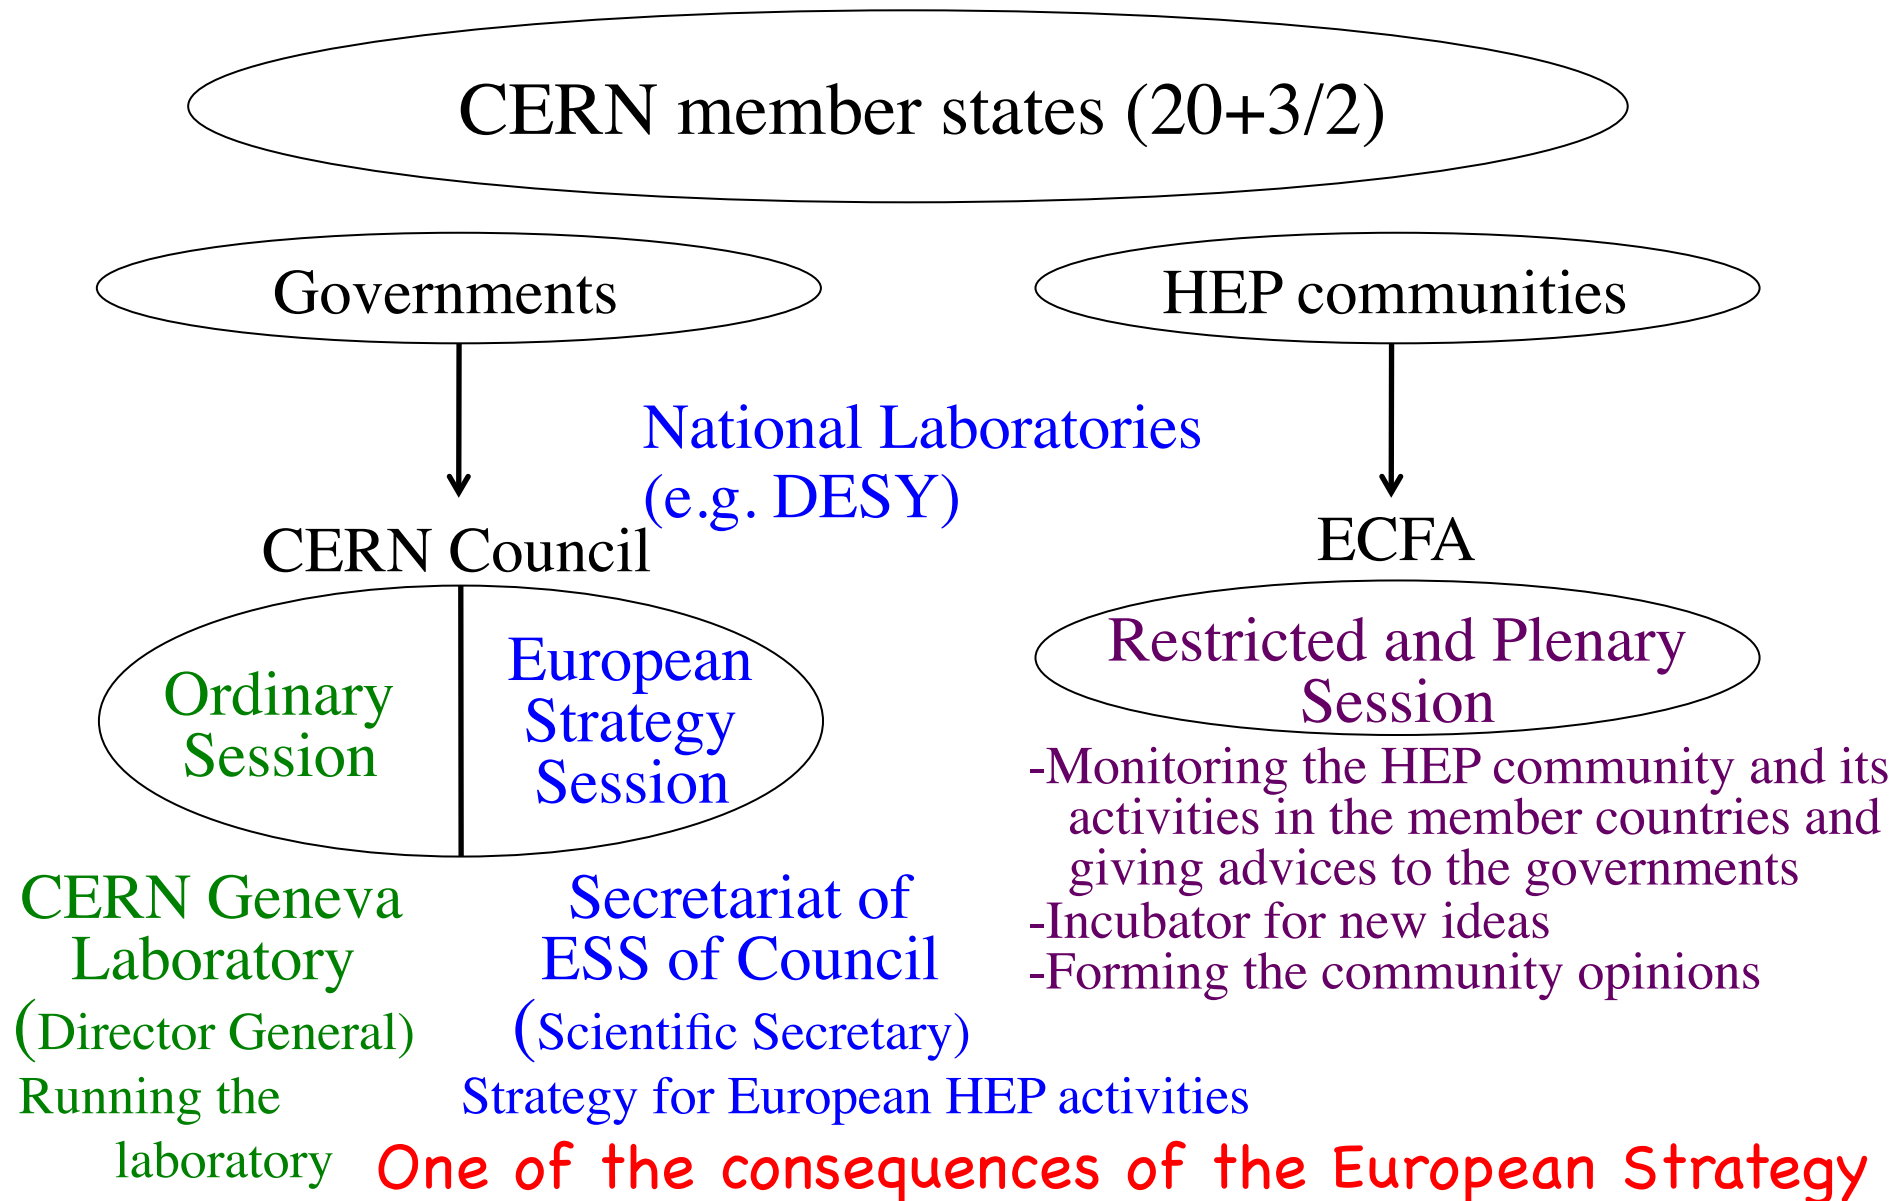 CERN member states (20+3/2)
Governments
HEP communities
National Laboratories
(e.g. DESY)
CERN Council
ECFA
Ordinary
Session
European
Strategy
Session
Restricted and Plenary
Session
-Monitoring the HEP community and its
activities in the member countries and
giving advices to the governments
-Incubator for new ideas
-Forming the community opinions
CERN Geneva
Laboratory
(Director General)
Running the
laboratory
Secretariat of
ESS of Council
(Scientific Secretary)
Strategy for European HEP activities
One of the consequences of the European Strategy